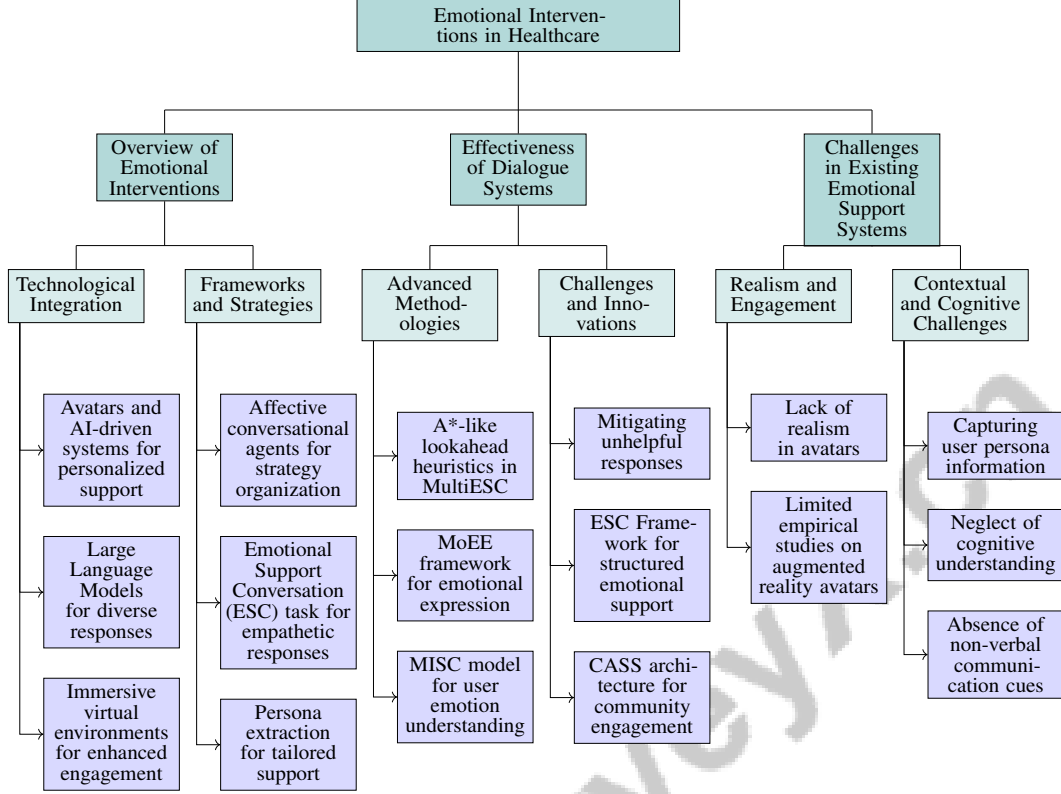 Emotional Interven-
tions in Healthcare
Overview of
Emotional
Interventions
Effectiveness
of Dialogue
Systems
Challenges
in Existing
Emotional
Support
Systems
Technological
Integration
Frameworks
and Strategies
Advanced
Method-
ologies
Challenges
and Inno-
vations
Realism and
Engagement
Contextual
and Cognitive
Challenges
Avatars and
AI-driven
systems for
personalized
support
Large
Language
Models
for diverse
responses
Immersive
virtual
environments
for enhanced
engagement
Affective
conversational
agents for
strategy
organization
Emotional
Support
Conversation
(ESC) task for
empathetic
responses
Persona
extraction
for tailored
support
A*-like
lookahead
heuristics in
MultiESC
MoEE
framework
for emotional
expression
MISC model
for user
emotion
understanding
Mitigating
unhelpful
responses
ESC Frame-
work for
structured
emotional
support
CASS archi-
tecture for
community
engagement
Lack of
realism
in avatars
Limited
empirical
studies on
augmented
reality avatars
Capturing
user persona
information
Neglect of
cognitive
understanding
Absence of
non-verbal
communi-
cation cues